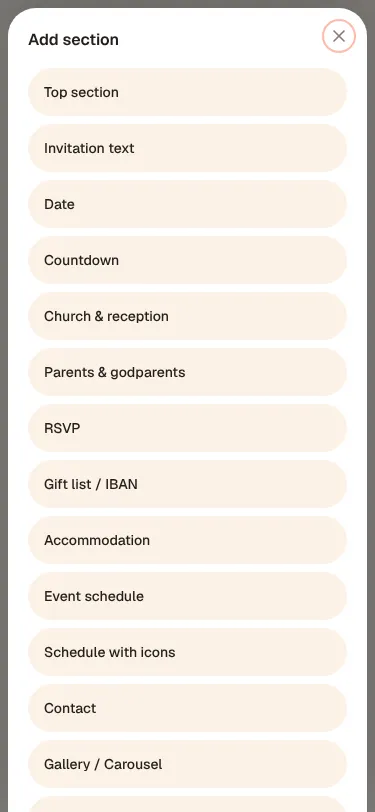 Add section
Top section
Invitation text
Date
Countdown
Church & reception
Parents & godparents
RSVP
Gift list / IBAN
Accommodation
Event schedule
Schedule with icons
Contact
Gallery / Carousel